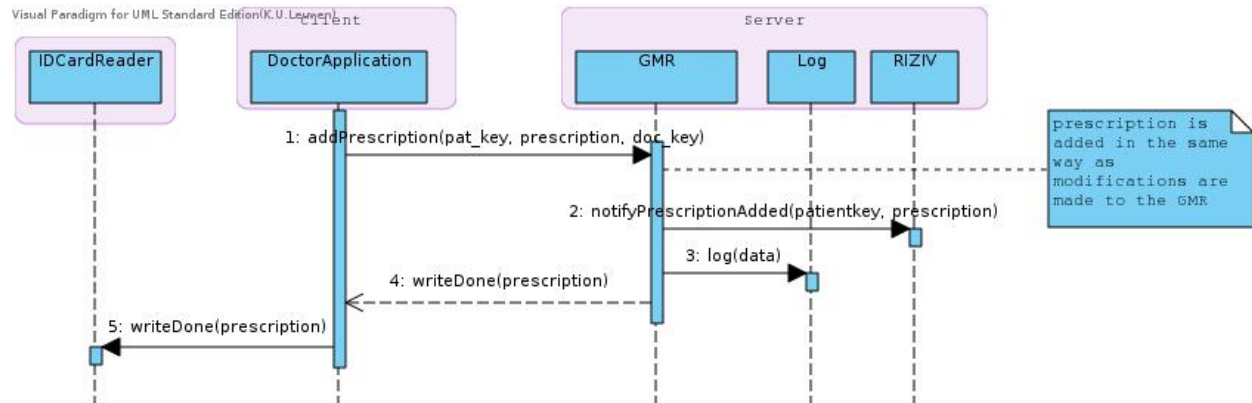 Visual Paradigm for UML Standard Edition(K.U.Leuven)
Client
Server
IDCardReader
DoctorApplication
GMR
Log
RIZIV
1: addPrescription(pat_key, prescription, doc_key)
prescription is
added in the same
way as
modifications are
made to the GMR
2: notifyPrescriptionAdded(patientkey, prescription)
3: log(data)
4: writeDone(prescription)
5: writeDone(prescription)